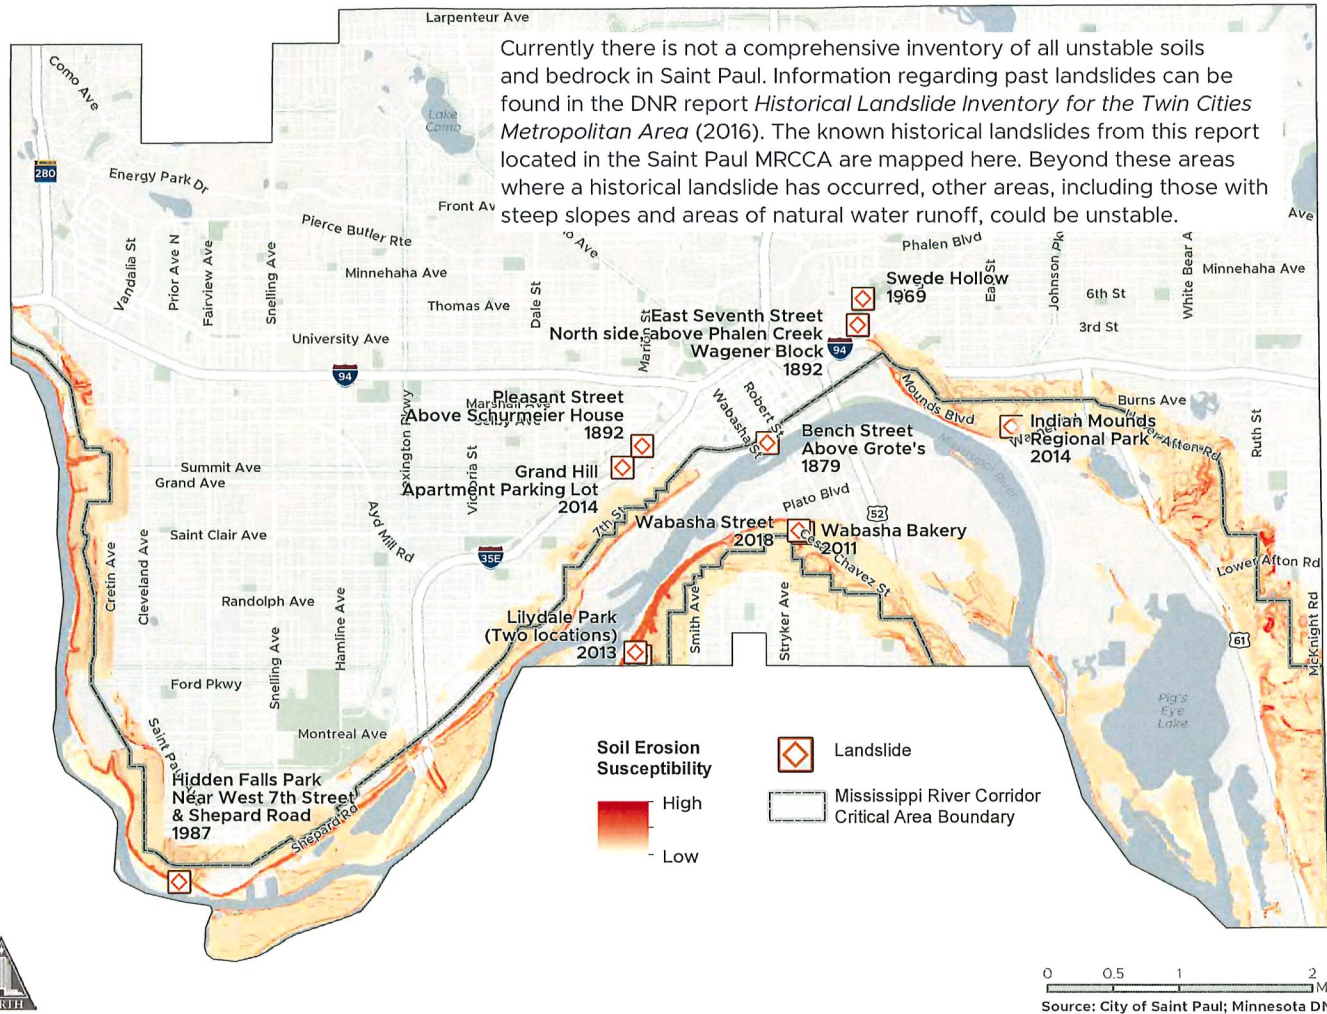 Larpenteur Ave
Currently there is not a comprehensive inventory of all unstable soils
and bedrock in Saint Paul. Information regarding past landslides can be
found in the DNR report Historical Landslide Inventory for the Twin Cities
Metropolitan Area (2016). The known historical landslides from this report
located in the Saint Paul MRCCA are mapped here. Beyond these areas
where a historical landslide has occurred, other areas, including those with
steep slopes and areas of natural water runoff, could be unstable.
Como Ave
Lake
Como
280
Energy Park Dr
Front Av
Pierce Butler Rte
o Ave
Phalen Blvd
Ave
Vandalia St
Prior Ave N
Fairview Ave
Snelling Ave
Minnehaha Ave
Minnehaha Ave
Thomas Ave
Dale St
University Ave
Marion St
Johnson Pk
White Bear A
6th St
3rd St
Swede Hollow
1969
East Seventh Street
North side, above Phalen Creek
Wagener Block
1892
94
94
Pleasant Street
Above Schurmeier House
1892
Selby Ave
Grand Hill
Apartment Parking Lot
2014
Victoria St
Robert St
Wabasha St
Bench Street
Above Grote's
1879
Mounds Blvd
Burns Ave
Indian Mounds
Regional Park
2014
Ruth St
Mississippi River
Summit Ave
Grand Ave
Saint Clair Ave
Ayd Mill Rd
7th St
Plato Blvd
52
Wabasha Street
2018
Wabasha Bakery
2011
Chavez St
35E
Cretin Ave
Cleveland Ave
Randolph Ave
Hamline Ave
Snelling Ave
Lilydale Park
(Two locations)
2013
Smith Ave
Stryker Ave
Lower Afton Rd
61
McKnight Rd
Ford Pkwy
Montreal Ave
Pig's
Eye
Lake
Hidden Falls Park
Near West 7th Street
& Shepard Road
1987
Shepard Rd
Soil Erosion
Susceptibility
High
Low
Landslide
Mississippi River Corridor
Critical Area Boundary
0 0.5 1 2
M
Source: City of Saint Paul; Minnesota DN
RTH